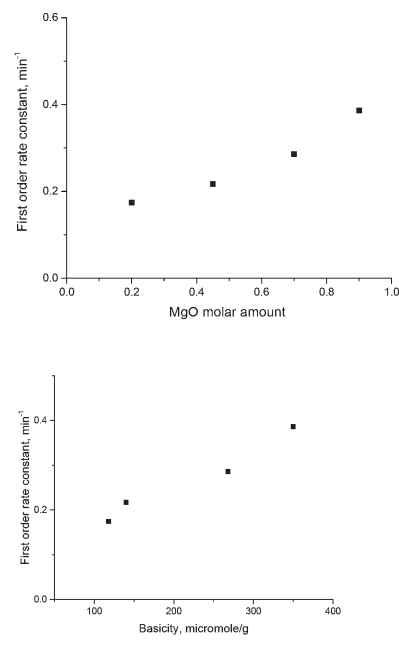 First order rate constant, min⁻¹
0.6
0.4
0.2
0.0
0.0 0.2 0.4 0.6 0.8 1.0
MgO molar amount
First order rate constant, min⁻¹
0.4
0.2
0.0
100 200 300 400
Basicity, micromole/g